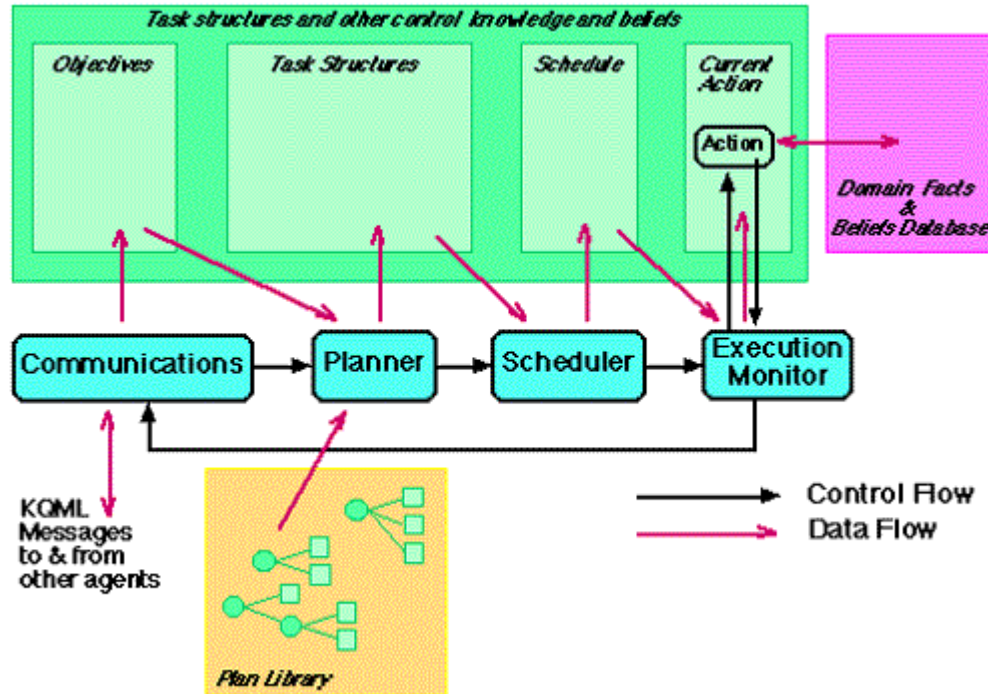 Task structures and other control knowledge and beliefs
Objectives
Task Structures
Schedule
Current
Action
Action
Domain Facts
&
Beliefs Database
Communications
Planner
Scheduler
Execution
Monitor
KQML
Messages
to & from
other agents
Control Flow
Data Flow
Plan Library